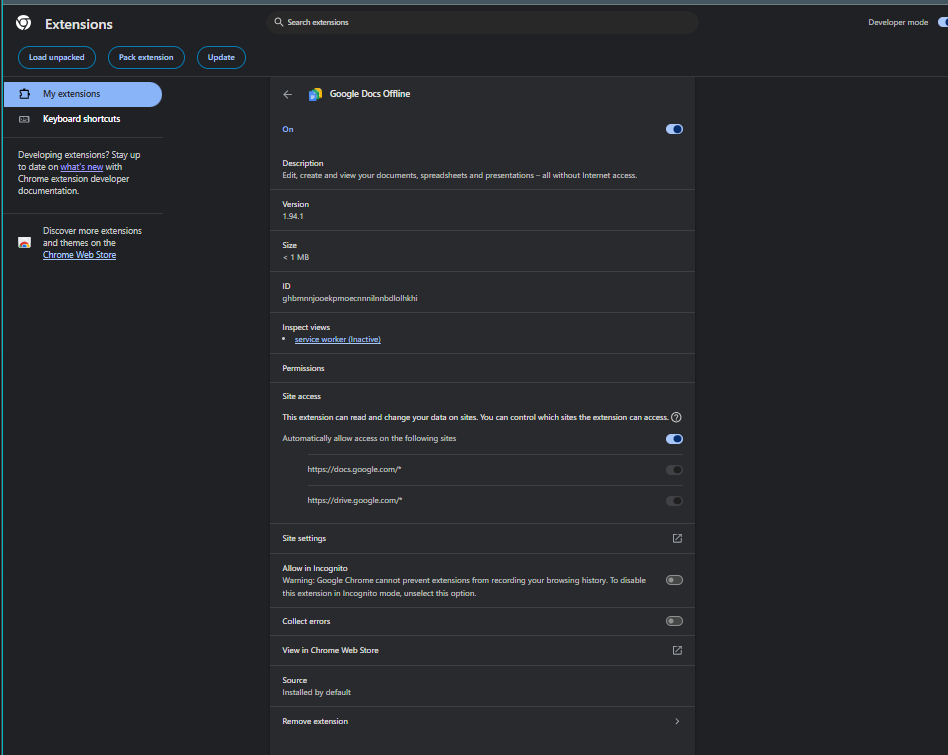 Extensions
Search extensions
Developer mode
Load unpacked
Pack extension
Update
My extensions
Keyboard shortcuts
Developing extensions? Stay up
to date on what's new with
Chrome extension developer
documentation.
Discover more extensions
and themes on the
Chrome Web Store
Google Docs Offline
On
Description
Edit, create and view your documents, spreadsheets and presentations – all without Internet access.
Version
1.94.1
Size
< 1 MB
ID
ghbmnnjooekpmoecnnnilnnbdlolhkhi
Inspect views
service worker (Inactive)
Permissions
Site access
This extension can read and change your data on sites. You can control which sites the extension can access.
Automatically allow access on the following sites
https://docs.google.com/*
https://drive.google.com/*
Site settings
Allow in Incognito
Warning: Google Chrome cannot prevent extensions from recording your browsing history. To disable
this extension in Incognito mode, unselect this option.
Collect errors
View in Chrome Web Store
Source
Installed by default
Remove extension